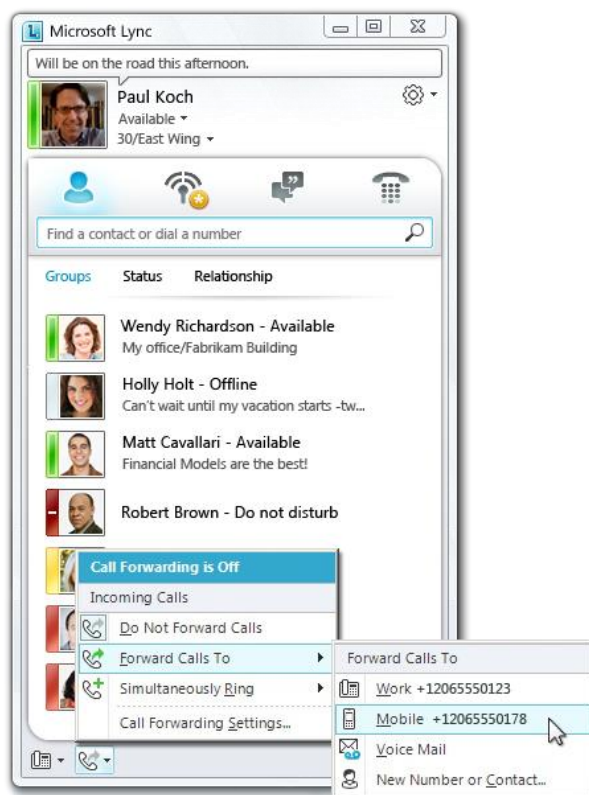 Microsoft Lync
Will be on the road this afternoon.
Paul Koch
Available
30/East Wing
Find a contact or dial a number
Groups Status Relationship
Wendy Richardson - Available
My office/Fabrikam Building
Holly Holt - Offline
Can't wait until my vacation starts -tw...
Matt Cavallari - Available
Financial Models are the best!
Robert Brown - Do not disturb
Call Forwarding is Off
Incoming Calls
Do Not Forward Calls
Forward Calls To
Simultaneously Ring
Call Forwarding Settings...
Forward Calls To
Work +12065550123
Mobile +12065550178
Voice Mail
New Number or Contact...